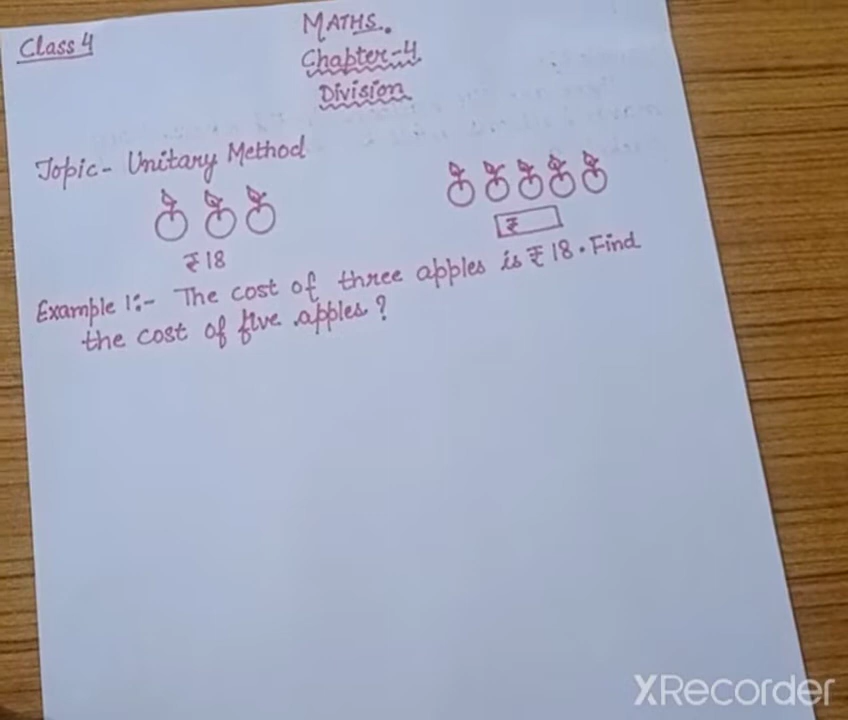 Class 4
MATHS.
Chapter-4
Division
Topic- Unitary Method
₹
₹18
Example 1:- The cost of three apples is ₹ 18. Find
the cost of five apples?
XRecorder